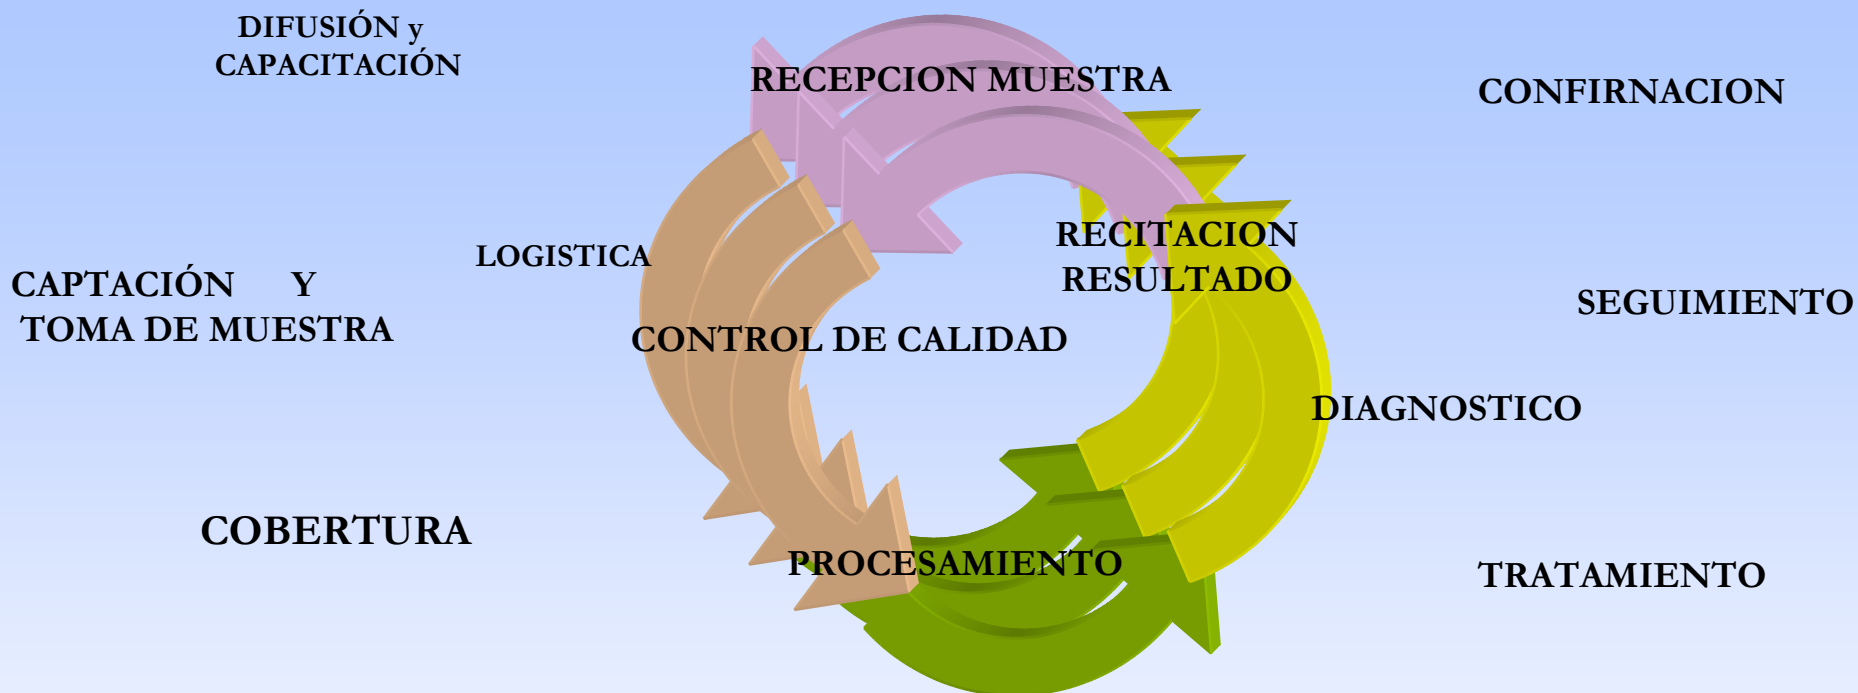 DIFUSIÓN y
CAPACITACIÓN
RECEPCION MUESTRA
CONFIRNACION
LOGISTICA
RECITACION
RESULTADO
CAPTACIÓN Y
TOMA DE MUESTRA
SEGUIMIENTO
CONTROL DE CALIDAD
DIAGNOSTICO
COBERTURA
PROCESAMIENTO
TRATAMIENTO